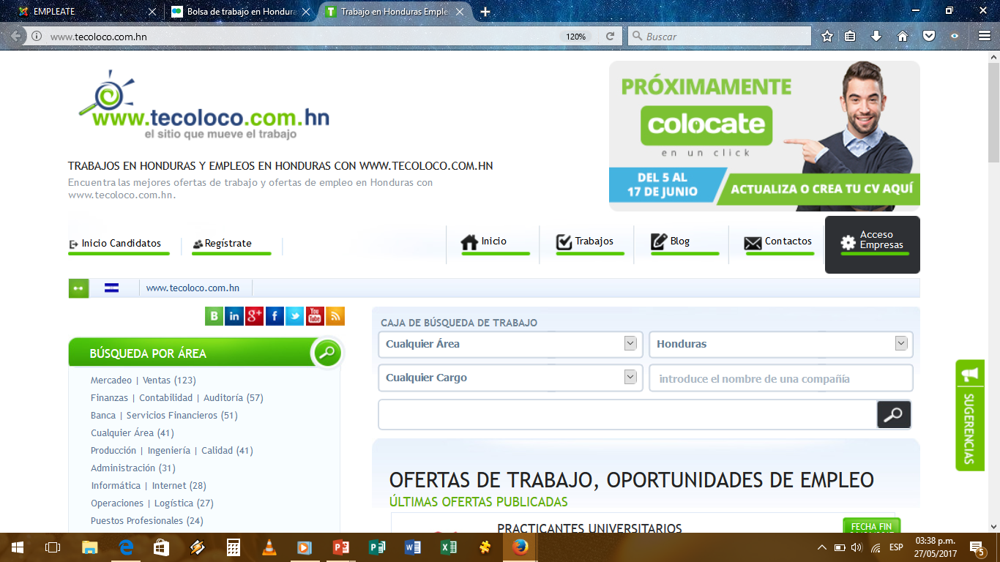 EMPLEATE
Bolsa de trabajo en Hondura
Trabajo en Honduras Emple
www.tecoloco.com.hn
120%
Buscar
www.tecoloco.com.hn
el sitio que mueve el trabajo
PRÓXIMAMENTE
colocate
en un click
DEL 5 AL
17 DE JUNIO
ACTUALIZA O CREA TU CV AQUÍ
TRABAJOS EN HONDURAS Y EMPLEOS EN HONDURAS CON WWW.TECOLOCO.COM.HN
Encuentra las mejores ofertas de trabajo y ofertas de empleo en Honduras con
www.tecoloco.com.hn.
Inicio Candidatos
Regístrate
Inicio
Trabajos
Blog
Contactos
Acceso
Empresas
www.tecoloco.com.hn
B
in
g+
f
You
Tube
BÚSQUEDA POR ÁREA
Mercadeo | Ventas (123)
Finanzas | Contabilidad | Auditoría (57)
Banca | Servicios Financieros (51)
Cualquier Área (41)
Producción | Ingeniería | Calidad (41)
Administración (31)
Informática | Internet (28)
Operaciones | Logística (27)
Puestos Profesionales (24)
CAJA DE BÚSQUEDA DE TRABAJO
Cualquier Área
Honduras
Cualquier Cargo
introduce el nombre de una compañía
SUGERENCIAS
OFERTAS DE TRABAJO, OPORTUNIDADES DE EMPLEO
ÚLTIMAS OFERTAS PUBLICADAS
PRACTICANTES UNIVERSITARIOS
FECHA FIN
ESP
03:38 p.m.
27/05/2017
5